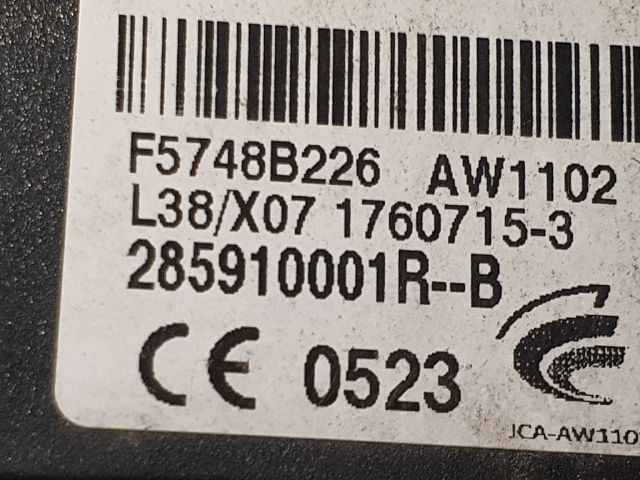 F5748B226 AW1102
L38/X07 1760715-3
285910001R--B
CE 0523